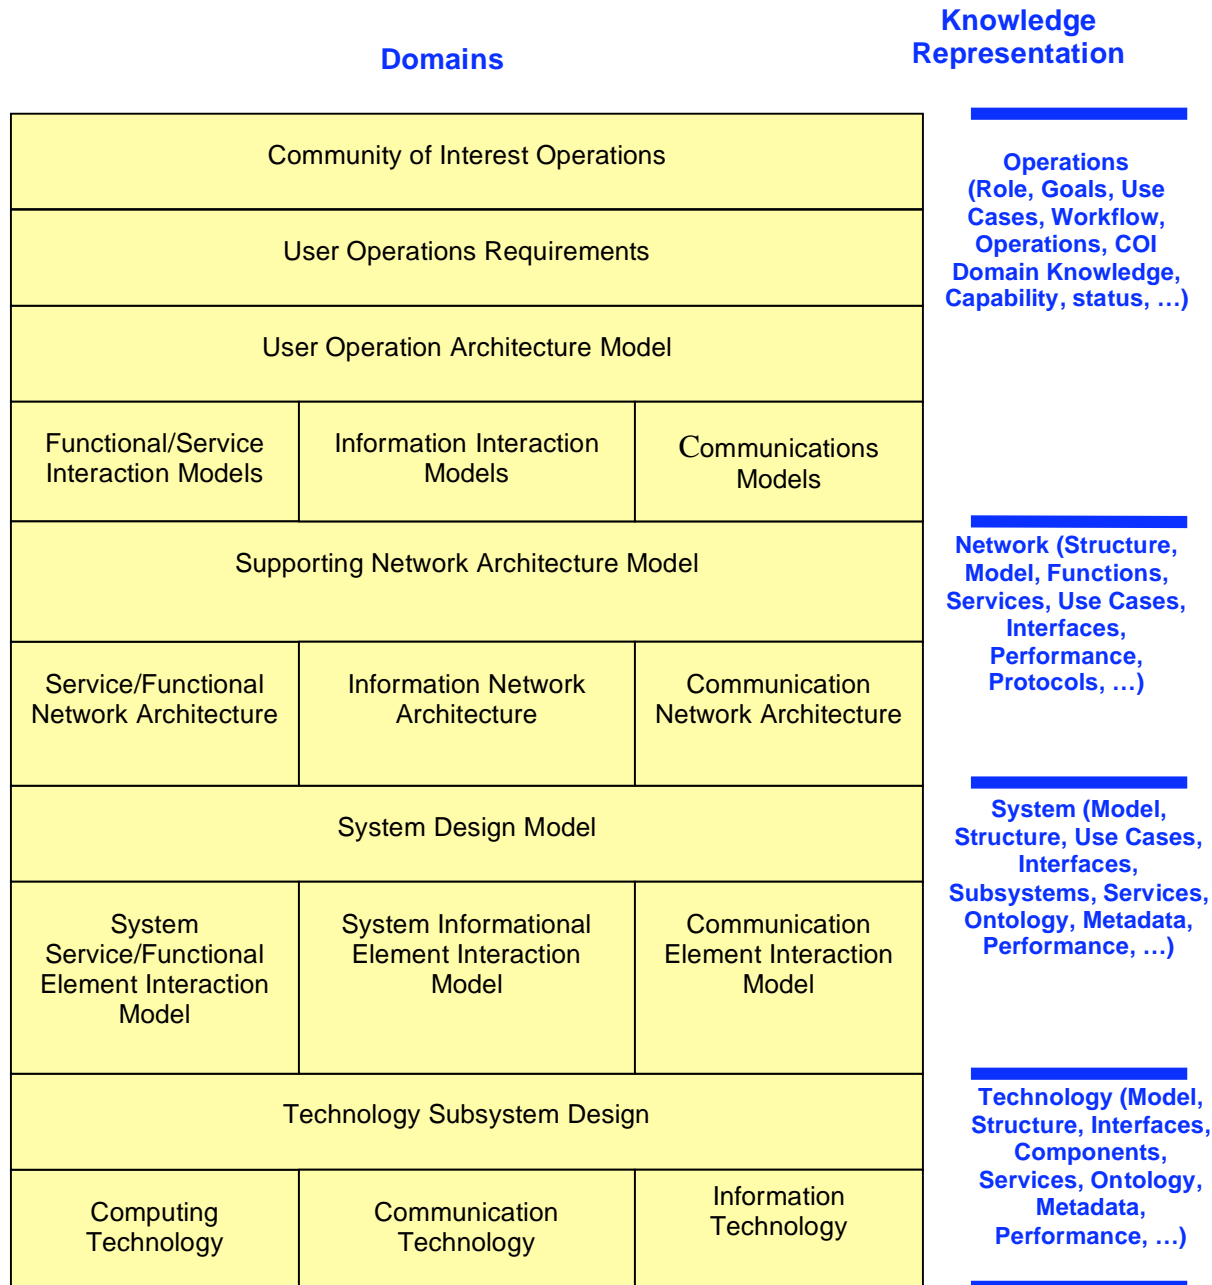 Domains
Knowledge
Representation
Community of Interest Operations
User Operations Requirements
User Operation Architecture Model
Functional/Service
Interaction Models
Information Interaction
Models
Communications
Models
Supporting Network Architecture Model
Service/Functional
Network Architecture
Information Network
Architecture
Communication
Network Architecture
System Design Model
System
Service/Functional
Element Interaction
Model
System Informational
Element Interaction
Model
Communication
Element Interaction
Model
Technology Subsystem Design
Computing
Technology
Communication
Technology
Information
Technology
Operations
(Role, Goals, Use
Cases, Workflow,
Operations, COI
Domain Knowledge,
Capability, status, …)
Network (Structure,
Model, Functions,
Services, Use Cases,
Interfaces,
Performance,
Protocols, …)
System (Model,
Structure, Use Cases,
Interfaces,
Subsystems, Services,
Ontology, Metadata,
Performance, …)
Technology (Model,
Structure, Interfaces,
Components,
Services, Ontology,
Metadata,
Performance, …)